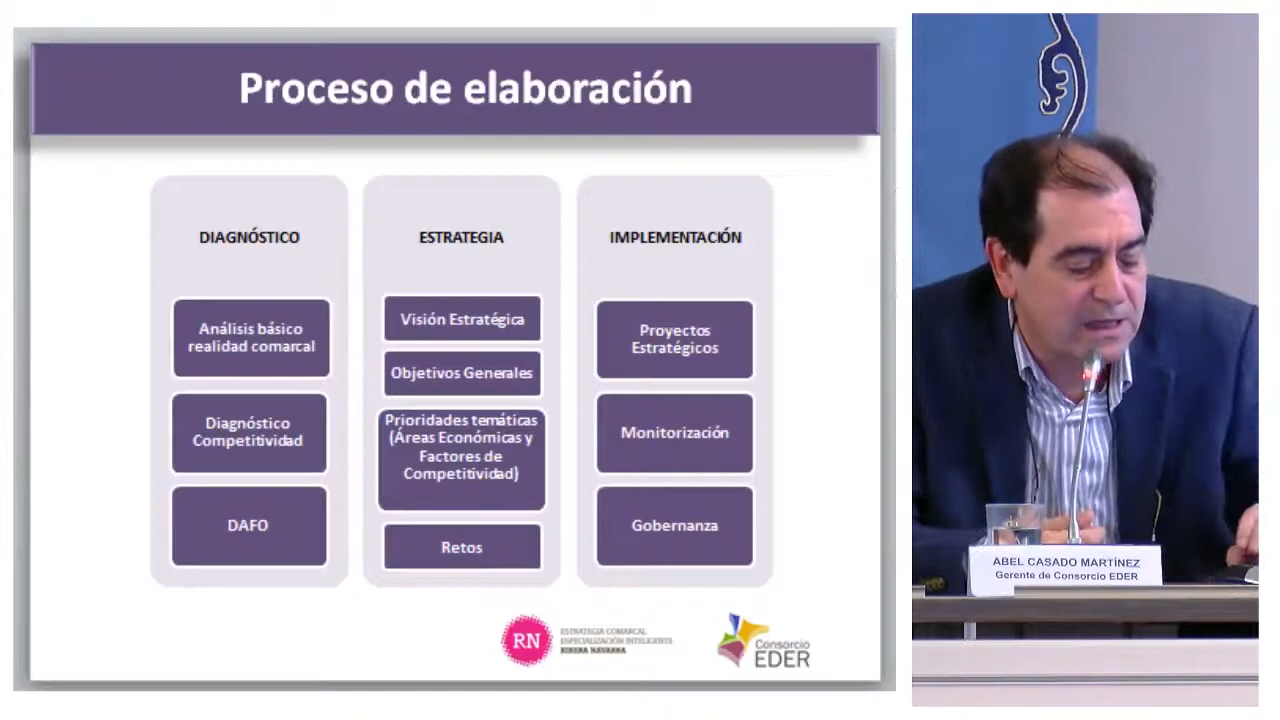 Proceso de elaboración
DIAGNÓSTICO
Análisis básico
realidad comarcal
Diagnóstico
Competitividad
DAFO
ESTRATEGIA
Visión Estratégica
Objetivos Generales
Prioridades temáticas
(Áreas Económicas y
Factores de
Competitividad)
Retos
IMPLEMENTACIÓN
Proyectos
Estratégicos
Monitorización
Gobernanza
RN
ESTRATEGIA COMARCAL
ESPECIALIZACIÓN INTELIGENTE
RIBERA NAVARRA
Consorcio
EDER
ABEL CASADO MARTÍNEZ
Gerente de Consorcio EDER